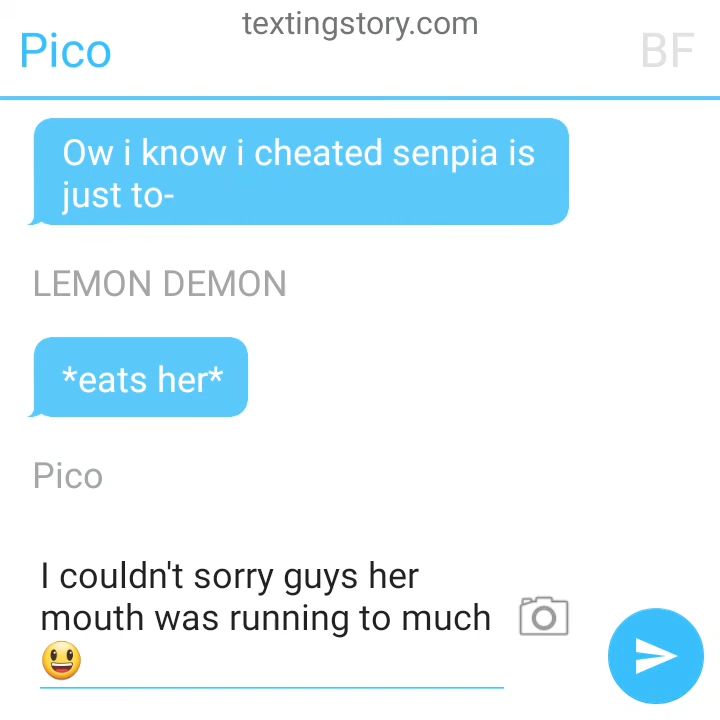 textingstory.com
Pico
BF
Ow i know i cheated senpia is
just to-
LEMON DEMON
*eats her*
Pico
I couldn't sorry guys her
mouth was running to much
😃